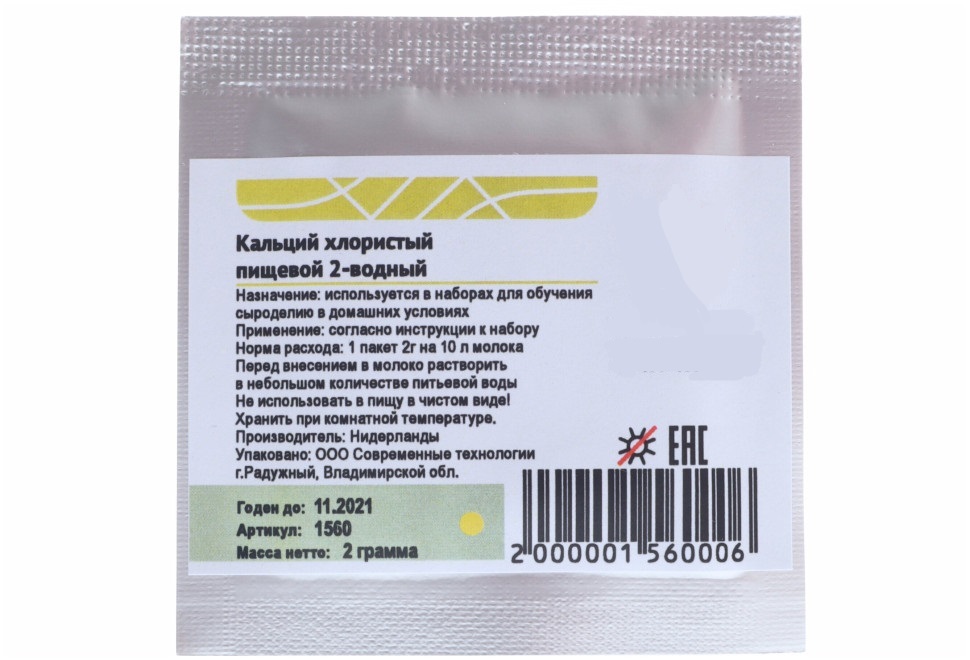 Кальций хлористый
пищевой 2-водный
Назначение: используется в наборах для обучения
сыроделию в домашних условиях
Применение: согласно инструкции к набору
Норма расхода: 1 пакет 2г на 10 л молока
Перед внесением в молоко растворить
в небольшом количестве питьевой воды
Не использовать в пищу в чистом виде!
Хранить при комнатной температуре.
Производитель: Нидерланды
Упаковано: ООО Современные технологии
г.Радужный, Владимирской обл.
EAC
Годен до: 11.2021
Артикул: 1560
Масса нетто: 2 грамма
2 000001 560006